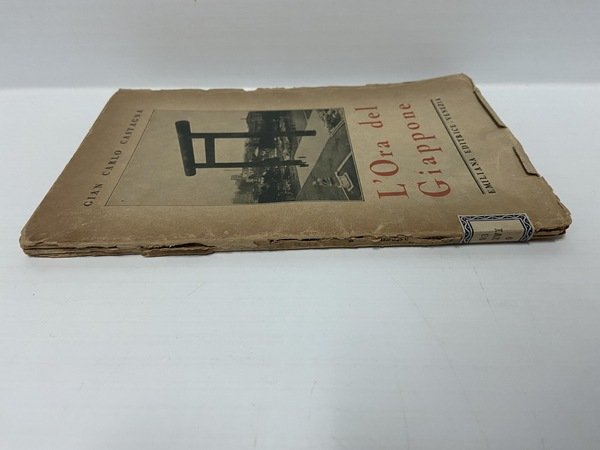 GIAN CARLO CASTAGNA
L'Ora del
Giappone
EMILIANA EDITRICE - VENEZIA